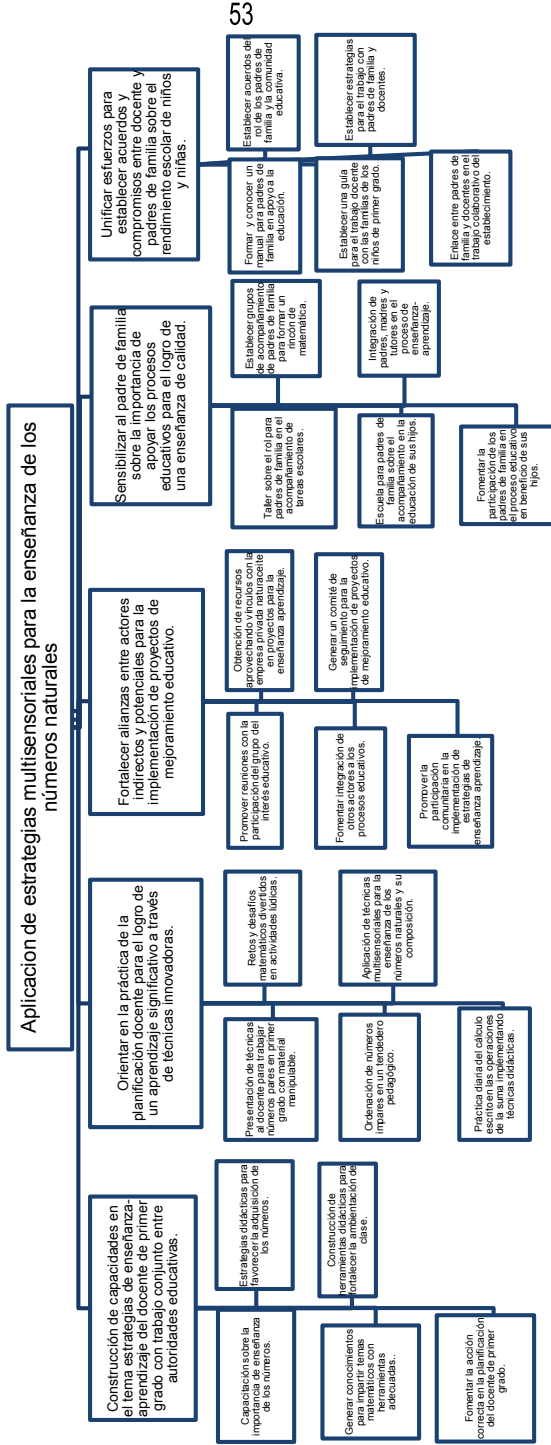 53
Aplicacion de estrategias multisensoriales para la enseñanza de los
números naturales
Construcción de capacidades en
el tema estrategias de enseñanza-
aprendizaje del docente de primer
grado con trabajo conjunto entre
autoridades educativas.
Capacitación sobre la
importancia de enseñanza
de los números.
Estrategias didácticas para
favorecer la adquisición de
los números.
Generar conocimientos
para impartir temas
matemáticos con
herramientas
adecuadas..
Construcción de
herramientas didácticas para
fortalecer la ambientación de
clase.
Fomentar la acción
correcta en la planificación
del docente de primer
grado.
Orientar en la práctica de la
planificación docente para el logro de
un aprendizaje significativo a través
de técnicas innovadoras.
Presentación de técnicas
al docente para trabajar
números pares en primer
grado con material
manipulable.
Retos y desafíos
matemáticos divertidos
en actividades lúdicas.
Ordenación de números
impares en un tendedero
pedagógico.
Aplicación de técnicas
multisensoriales para la
enseñanza de los
números naturales y su
composición.
Práctica diaria del cálculo
escrito en las operaciones
de la suma implementando
técnicas didácticas.
Fortalecer alianzas entre actores
indirectos y potenciales para la
implementación de proyectos de
mejoramiento educativo.
Promover reuniones con la
participación del grupo del
interés educativo.
Obtención de recursos
aprovechando vínculos con la
empresa privada naturaceite
en proyectos para la
enseñanza aprendizaje.
Fomentar integración de
otros actores a los
procesos educativos.
Generar un comité de
seguimiento para la
implementación de proyectos
de mejoramiento educativo.
Promover la
participación
comunitaria en la
implementación de
estrategias de
enseñanza aprendizaje.
Sensibilizar al padre de familia
sobre la importancia de
apoyar los procesos
educativos para el logro de
una enseñanza de calidad.
Taller sobre el rol para
padres de familia en el
acompañamiento de
tareas escolares.
Establecer grupos
de acompañamiento
de padres de familia
para formar un
rincón de
matemática.
Escuela para padres de
familia sobre el
acompañamiento en la
educación de sus hijos.
Integración de
padres, madres y
tutores en el
proceso de
enseñanza-
aprendizaje.
Fomentar la
participación de los
padres de familia en
el proceso educativo
en beneficio de sus
hijos.
Unificar esfuerzos para
establecer acuerdos y
compromisos entre docente y
padres de familia sobre el
rendimiento escolar de niños
y niñas.
Formar y conocer un
manual para padres de
familia en apoyo a la
educación.
Establecer acuerdos del
rol de los padres de
familia y la comunidad
educativa.
Establecer una guía
para el trabajo docente
con las familias de los
niños de primer grado.
Establecer estrategias
para el trabajo con
padres de familia y
docentes.
Enlace entre padres de
familia y docentes en el
trabajo colaborativo del
establecimiento.